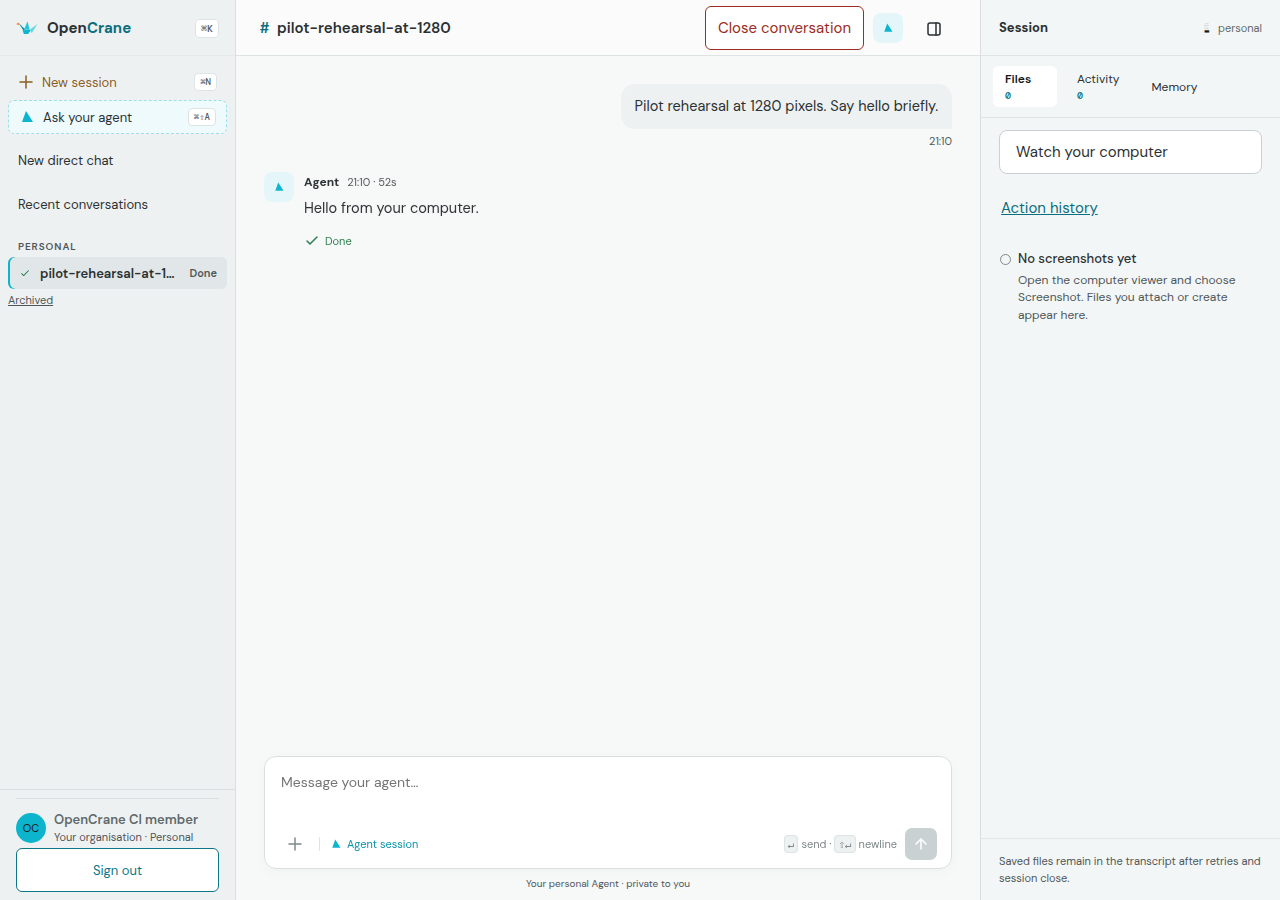 OpenCrane
⌘K
New session
⌘N
Ask your agent
⌘⇧A
New direct chat
Recent conversations
PERSONAL
pilot-rehearsal-at-1…
Done
Archived
OC
OpenCrane CI member
Your organisation · Personal
Sign out
# pilot-rehearsal-at-1280
Close conversation
Pilot rehearsal at 1280 pixels. Say hello briefly.
21:10
Agent 21:10 · 52s
Hello from your computer.
Done
Message your agent…
Agent session
↵ send · ⇧↵ newline
Your personal Agent · private to you
Session
personal
Files
0
Activity
0
Memory
Watch your computer
Action history
No screenshots yet
Open the computer viewer and choose
Screenshot. Files you attach or create
appear here.
Saved files remain in the transcript after retries and
session close.